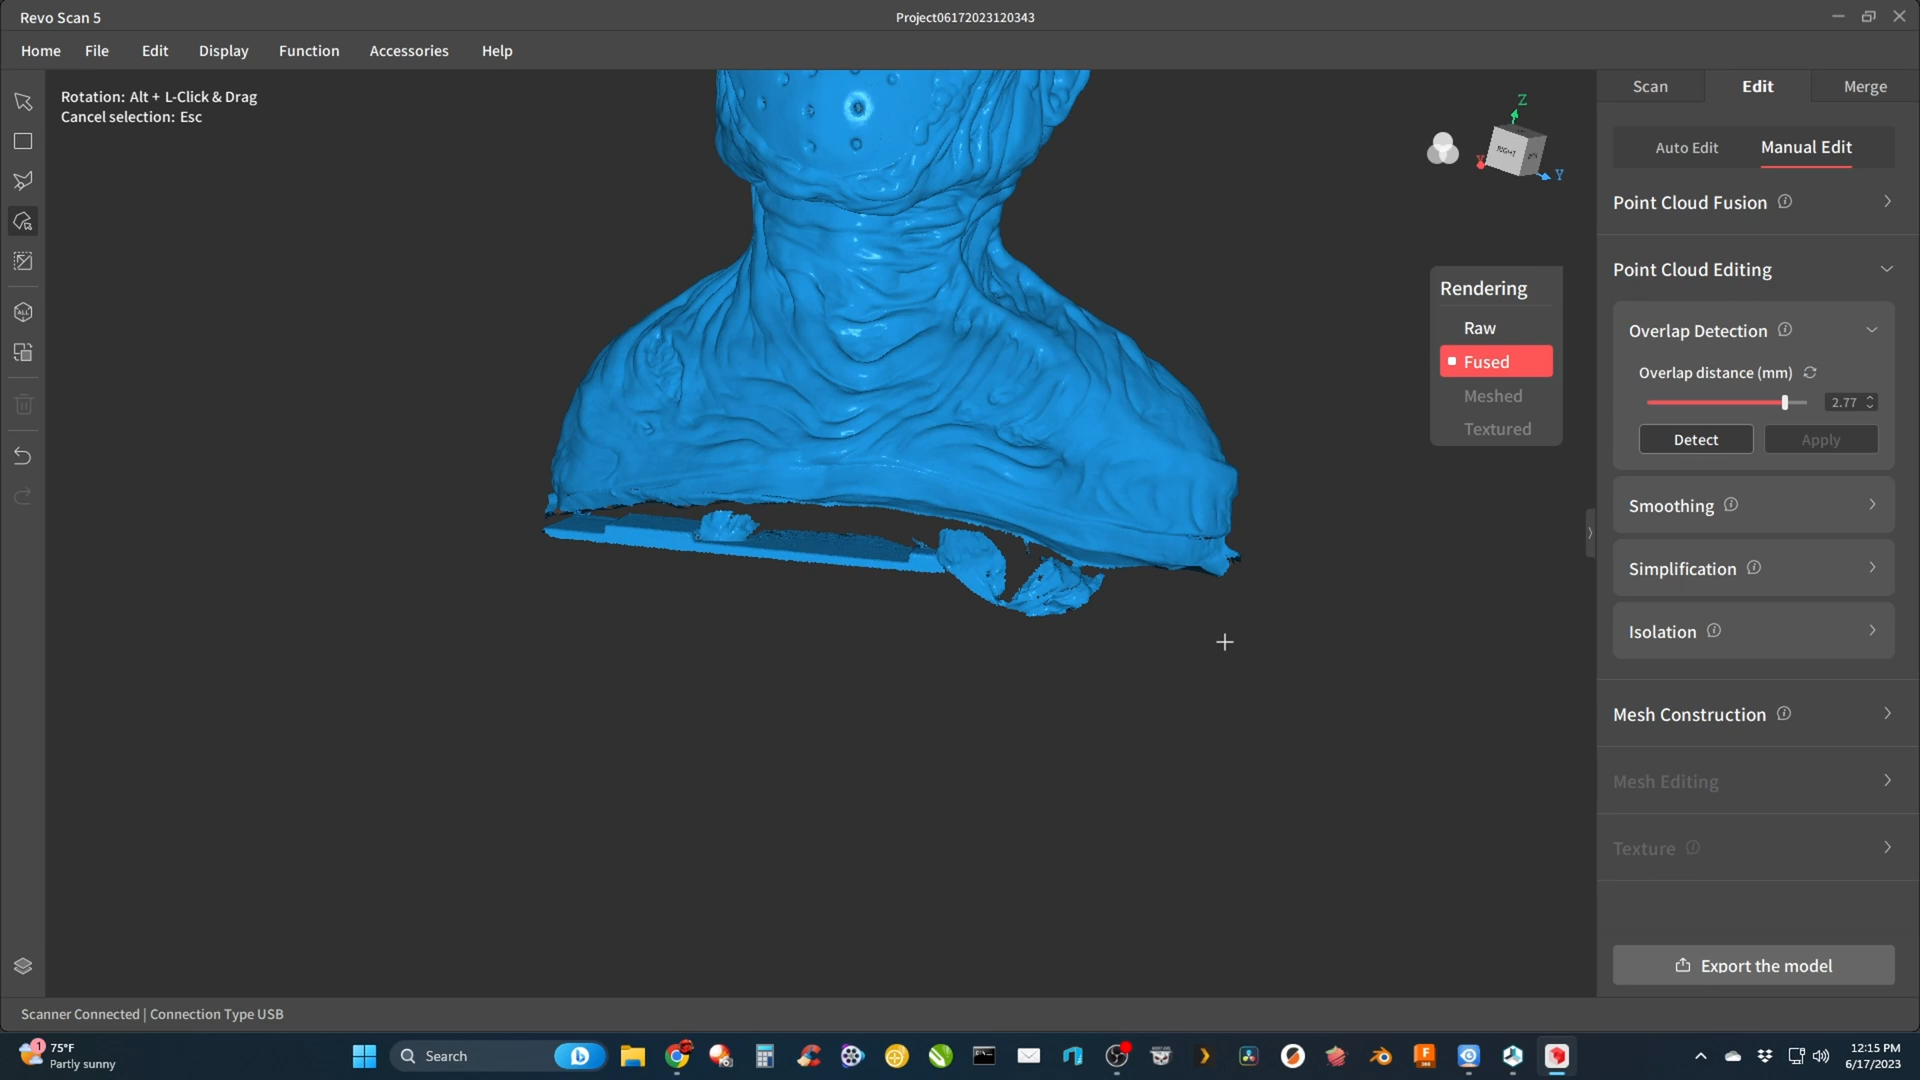 Revo Scan 5
Project06172023120343
Home File Edit Display Function Accessories Help
Rotation: Alt + L-Click & Drag
Cancel selection: Esc
Scan Edit Merge
Auto Edit Manual Edit
Z
X
Y
RIGHT
Point Cloud Fusion
Point Cloud Editing
Overlap Detection
Overlap distance (mm)
2.77
Detect Apply
Rendering
Raw
Fused
Meshed
Textured
Smoothing
Simplification
Isolation
Mesh Construction
Mesh Editing
Texture
Export the model
ALL
Scanner Connected | Connection Type USB
1
75°F
Partly sunny
Search
12:15 PM
6/17/2023